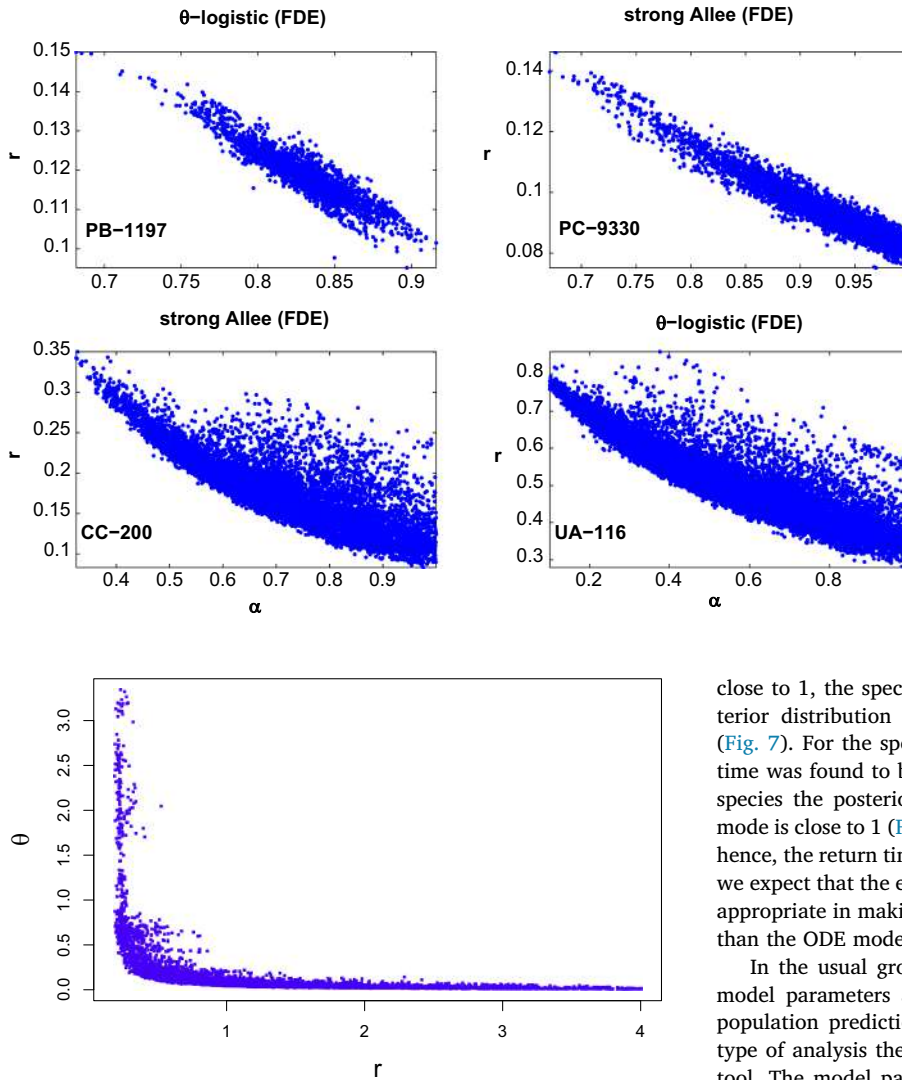 θ−logistic (FDE)
strong Allee (FDE)
0.15
0.14
0.13
0.12
0.11
0.1
r
PB−1197
0.7 0.75 0.8 0.85 0.9
0.14
0.12
0.1
0.08
r
PC−9330
0.7 0.75 0.8 0.85 0.9 0.95
strong Allee (FDE)
θ−logistic (FDE)
0.35
0.3
0.25
0.2
0.15
0.1
r
CC−200
0.4 0.5 0.6 0.7 0.8 0.9
α
0.8
0.7
0.6
0.5
0.4
0.3
r
UA−116
0.2 0.4 0.6 0.8
α
3.0
2.5
2.0
1.5
1.0
0.5
0.0
θ
1 2 3 4
r
close to 1, the spec
terior distribution
(Fig. 7). For the spe
time was found to b
species the posterio
mode is close to 1 (F
hence, the return tin
we expect that the e
appropriate in makin
than the ODE mode
In the usual gro
model parameters a
population predictio
type of analysis the
tool. The model pa